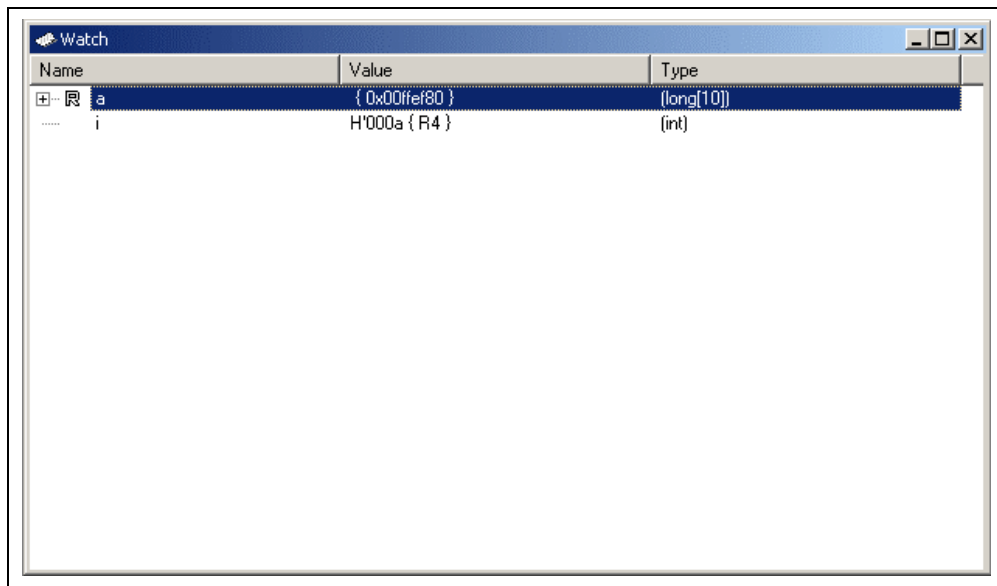 Watch
Name Value Type
R a { 0x00ffef80 } (long[10])
i H'000a { R4 } (int)